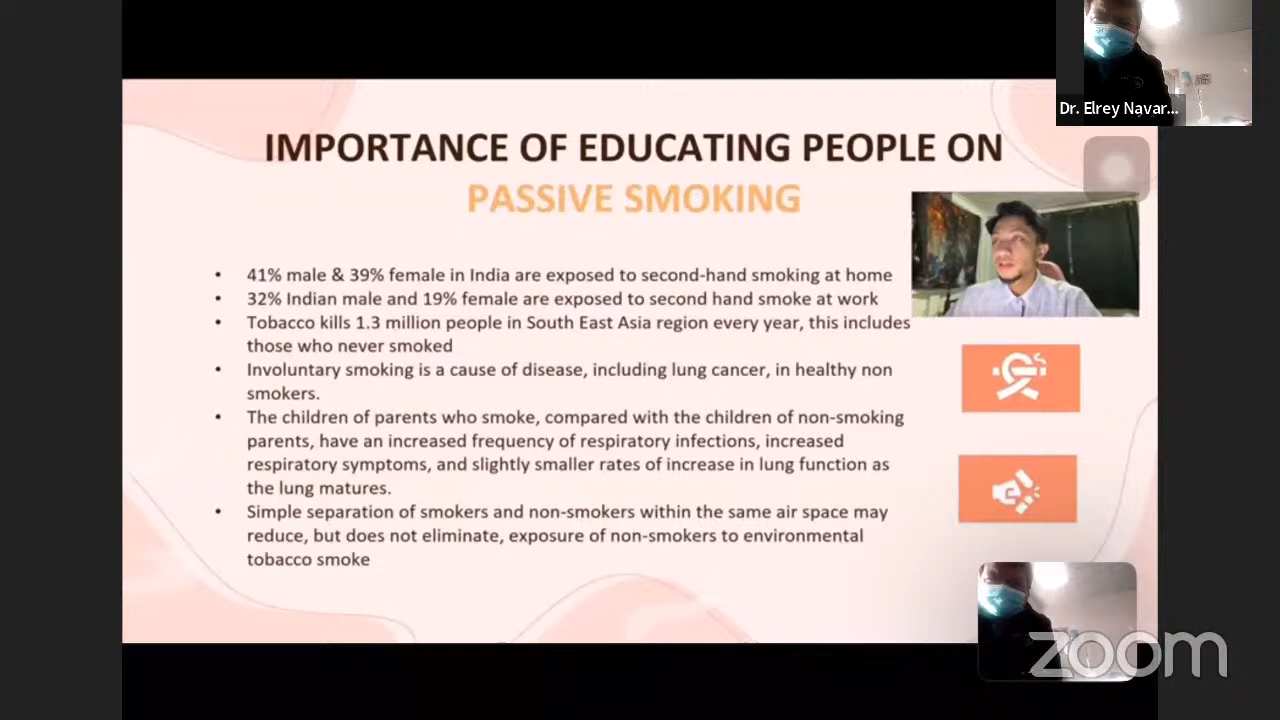 Dr. Elrey Navar...
IMPORTANCE OF EDUCATING PEOPLE ON
PASSIVE SMOKING
• 41% male & 39% female in India are exposed to second-hand smoking at home
• 32% Indian male and 19% female are exposed to second hand smoke at work
• Tobacco kills 1.3 million people in South East Asia region every year, this includes
those who never smoked
• Involuntary smoking is a cause of disease, including lung cancer, in healthy non
smokers.
• The children of parents who smoke, compared with the children of non-smoking
parents, have an increased frequency of respiratory infections, increased
respiratory symptoms, and slightly smaller rates of increase in lung function as
the lung matures.
• Simple separation of smokers and non-smokers within the same air space may
reduce, but does not eliminate, exposure of non-smokers to environmental
tobacco smoke
zoom